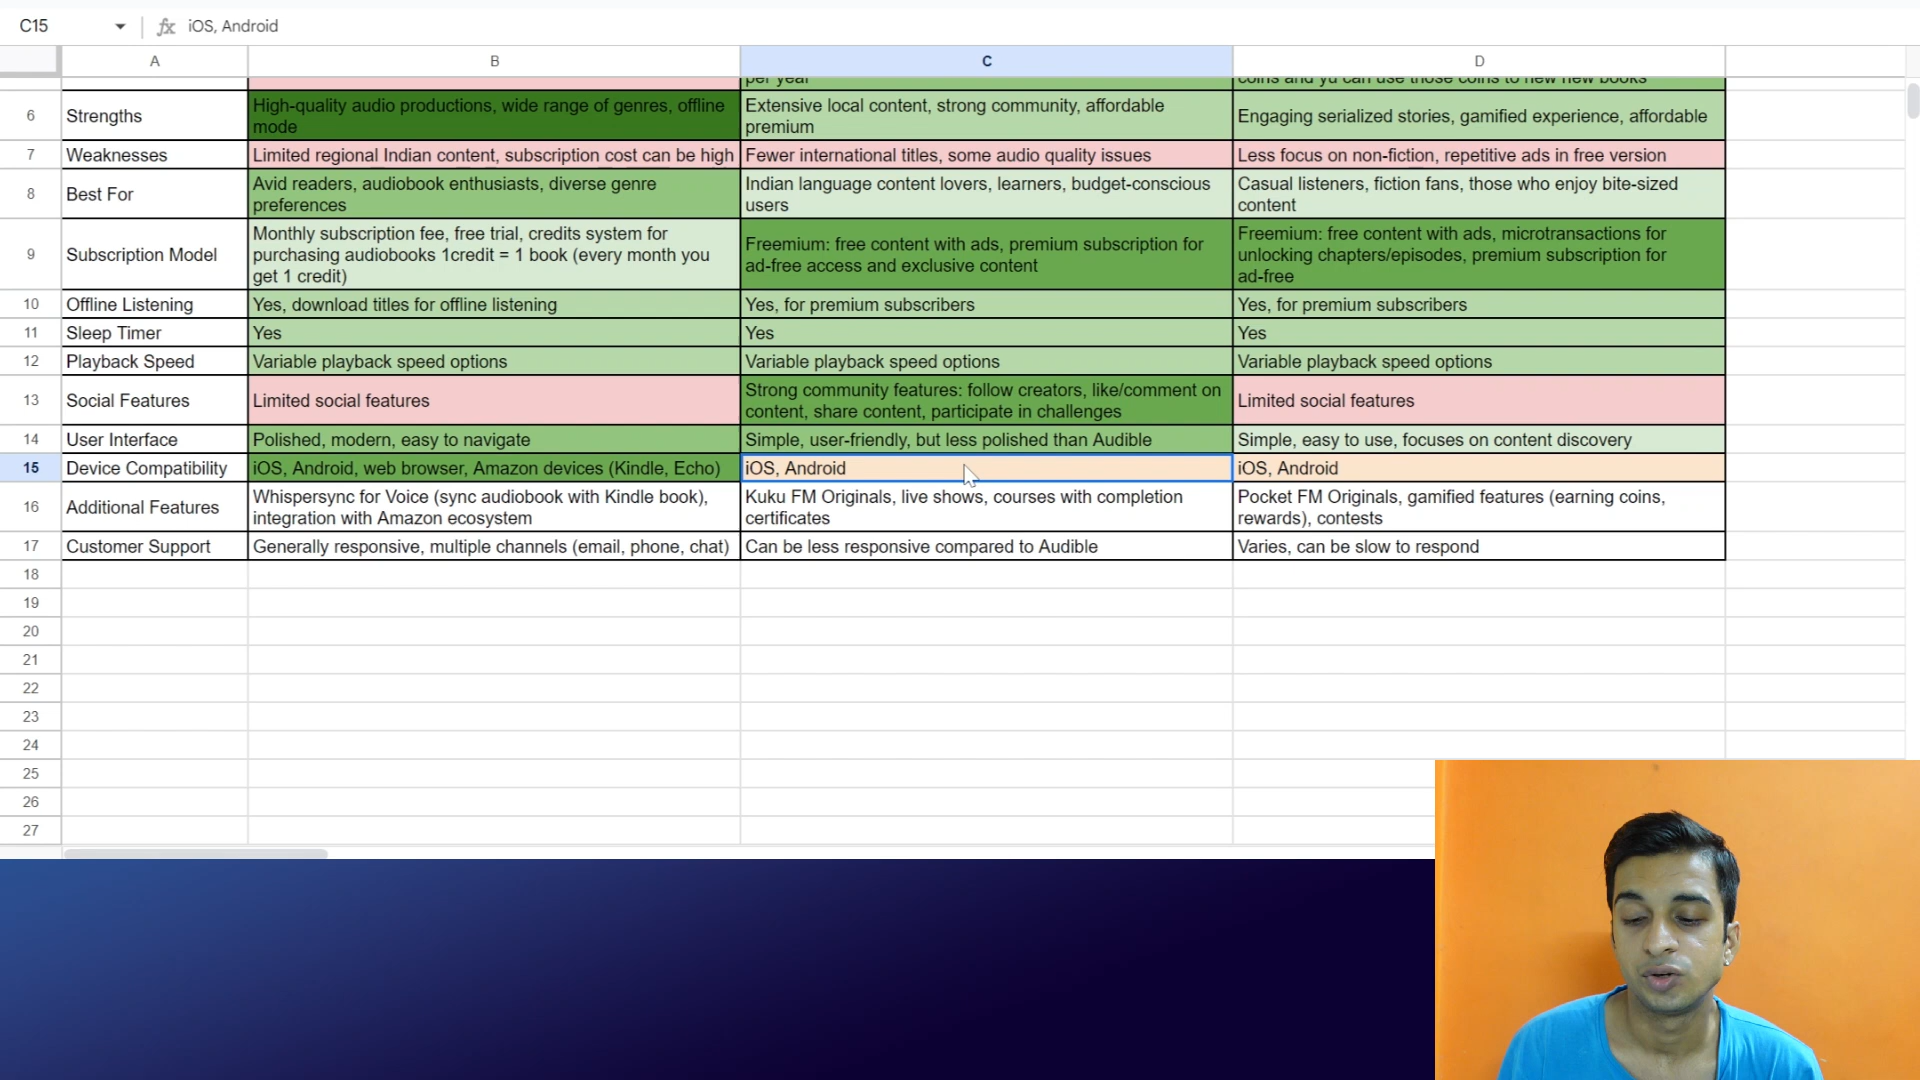 C15
fx iOS, Android
A B C D
per year
coins and yu can use those coins to new new books
6 Strengths
High-quality audio productions, wide range of genres, offline
mode
Extensive local content, strong community, affordable
premium
Engaging serialized stories, gamified experience, affordable
7 Weaknesses
Limited regional Indian content, subscription cost can be high
Fewer international titles, some audio quality issues
Less focus on non-fiction, repetitive ads in free version
8 Best For
Avid readers, audiobook enthusiasts, diverse genre
preferences
Indian language content lovers, learners, budget-conscious
users
Casual listeners, fiction fans, those who enjoy bite-sized
content
9 Subscription Model
Monthly subscription fee, free trial, credits system for
purchasing audiobooks 1credit = 1 book (every month you
get 1 credit)
Freemium: free content with ads, premium subscription for
ad-free access and exclusive content
Freemium: free content with ads, microtransactions for
unlocking chapters/episodes, premium subscription for
ad-free
10 Offline Listening
Yes, download titles for offline listening
Yes, for premium subscribers
Yes, for premium subscribers
11 Sleep Timer
Yes
Yes
Yes
12 Playback Speed
Variable playback speed options
Variable playback speed options
Variable playback speed options
13 Social Features
Limited social features
Strong community features: follow creators, like/comment on
content, share content, participate in challenges
Limited social features
14 User Interface
Polished, modern, easy to navigate
Simple, user-friendly, but less polished than Audible
Simple, easy to use, focuses on content discovery
15 Device Compatibility
iOS, Android, web browser, Amazon devices (Kindle, Echo)
iOS, Android
iOS, Android
16 Additional Features
Whispersync for Voice (sync audiobook with Kindle book),
integration with Amazon ecosystem
Kuku FM Originals, live shows, courses with completion
certificates
Pocket FM Originals, gamified features (earning coins,
rewards), contests
17 Customer Support
Generally responsive, multiple channels (email, phone, chat)
Can be less responsive compared to Audible
Varies, can be slow to respond
18
19
20
21
22
23
24
25
26
27